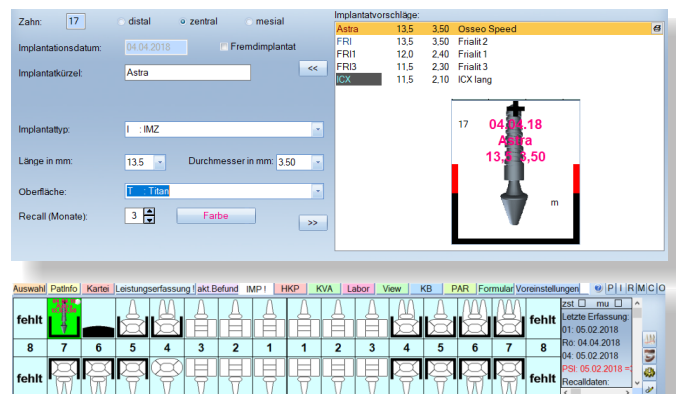 Zahn: 17 distal zentral mesial
Implantationsdatum: 04.04.2018 Fremdimplantat
Implantatkürzel: Astra <<
Implantattyp: I : IMZ
Länge in mm: 13.5 Durchmesser in mm: 3.50
Oberfläche: T : Titan
Recall (Monate): 3 Farbe >>
Implantatvorschläge:
Astra 13,5 3,50 Osseo Speed
FRI 13,5 3,50 Frialit 2
FRI1 12,0 2,40 Frialit 1
FRI3 11,5 2,30 Frialit 3
ICX 11,5 2,10 ICX lang
17 04.04.18
Astra
13,5 3,50
m
Auswahl PatInfo Kartei Leistungserfassung ! akt.Befund IMP ! HKP KVA Labor View KB PAR Formular Voreinstellungen P I R M C O
fehlt fehlt
8 7 6 5 4 3 2 1 1 2 3 4 5 6 7 8
fehlt fehlt
zst mu
Letzte Erfassung:
01: 05.02.2018
Rö: 04.04.2018
04: 05.02.2018
PSI: 05.02.2018 =
Recalldaten: